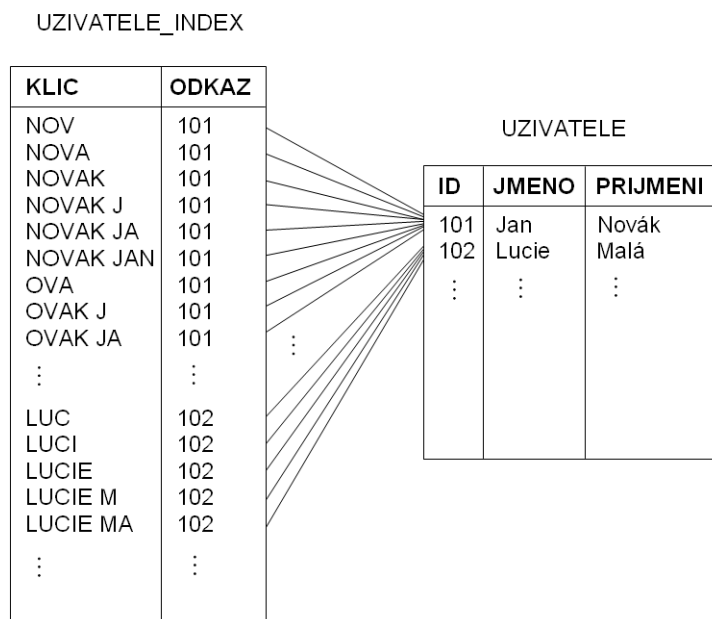 UZIVATELE_INDEX
KLIC ODKAZ
NOV 101
NOVA 101
NOVAK 101
NOVAK J 101
NOVAK JA 101
NOVAK JAN 101
OVA 101
OVAK J 101
OVAK JA 101
⋮ ⋮
LUC 102
LUCI 102
LUCIE 102
LUCIE M 102
LUCIE MA 102
⋮ ⋮
⋮
UZIVATELE
ID JMENO PRIJMENI
101 Jan Novák
102 Lucie Malá
⋮ ⋮ ⋮